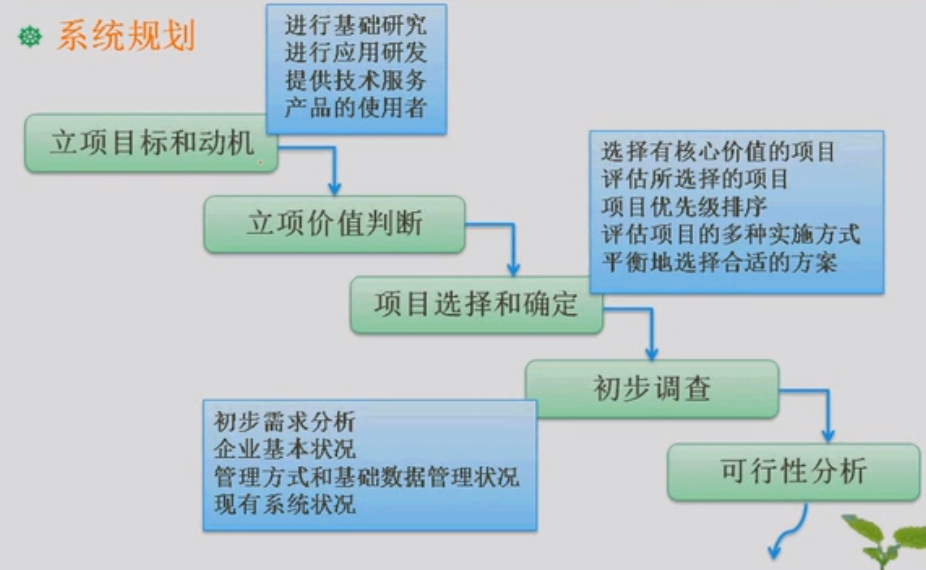 系统规划
进行基础研究
进行应用研发
提供技术服务
产品的使用者
立项目标和动机
立项价值判断
选择有核心价值的项目
评估所选择的项目
项目优先级排序
评估项目的多种实施方式
平衡地选择合适的方案
项目选择和确定
初步调查
初步需求分析
企业基本状况
管理方式和基础数据管理状况
现有系统状况
可行性分析